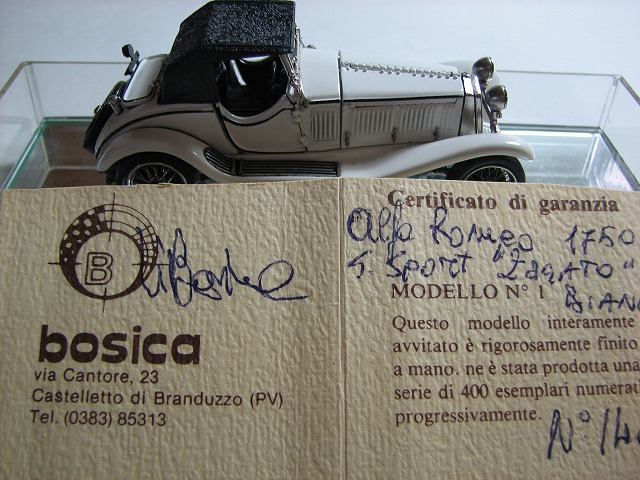 B
bosica
via Cantore, 23
Castelletto di Branduzzo (PV)
Tel. (0383) 85313
Certificato di garanzia
Alfa Romeo 1750
Sport "Zagato"
MODELLO N° 1
BIAN
Questo modello interamente
avvitato è rigorosamente finito
a mano. ne è stata prodotta una
serie di 400 esemplari numerati
progressivamente.
N° 14